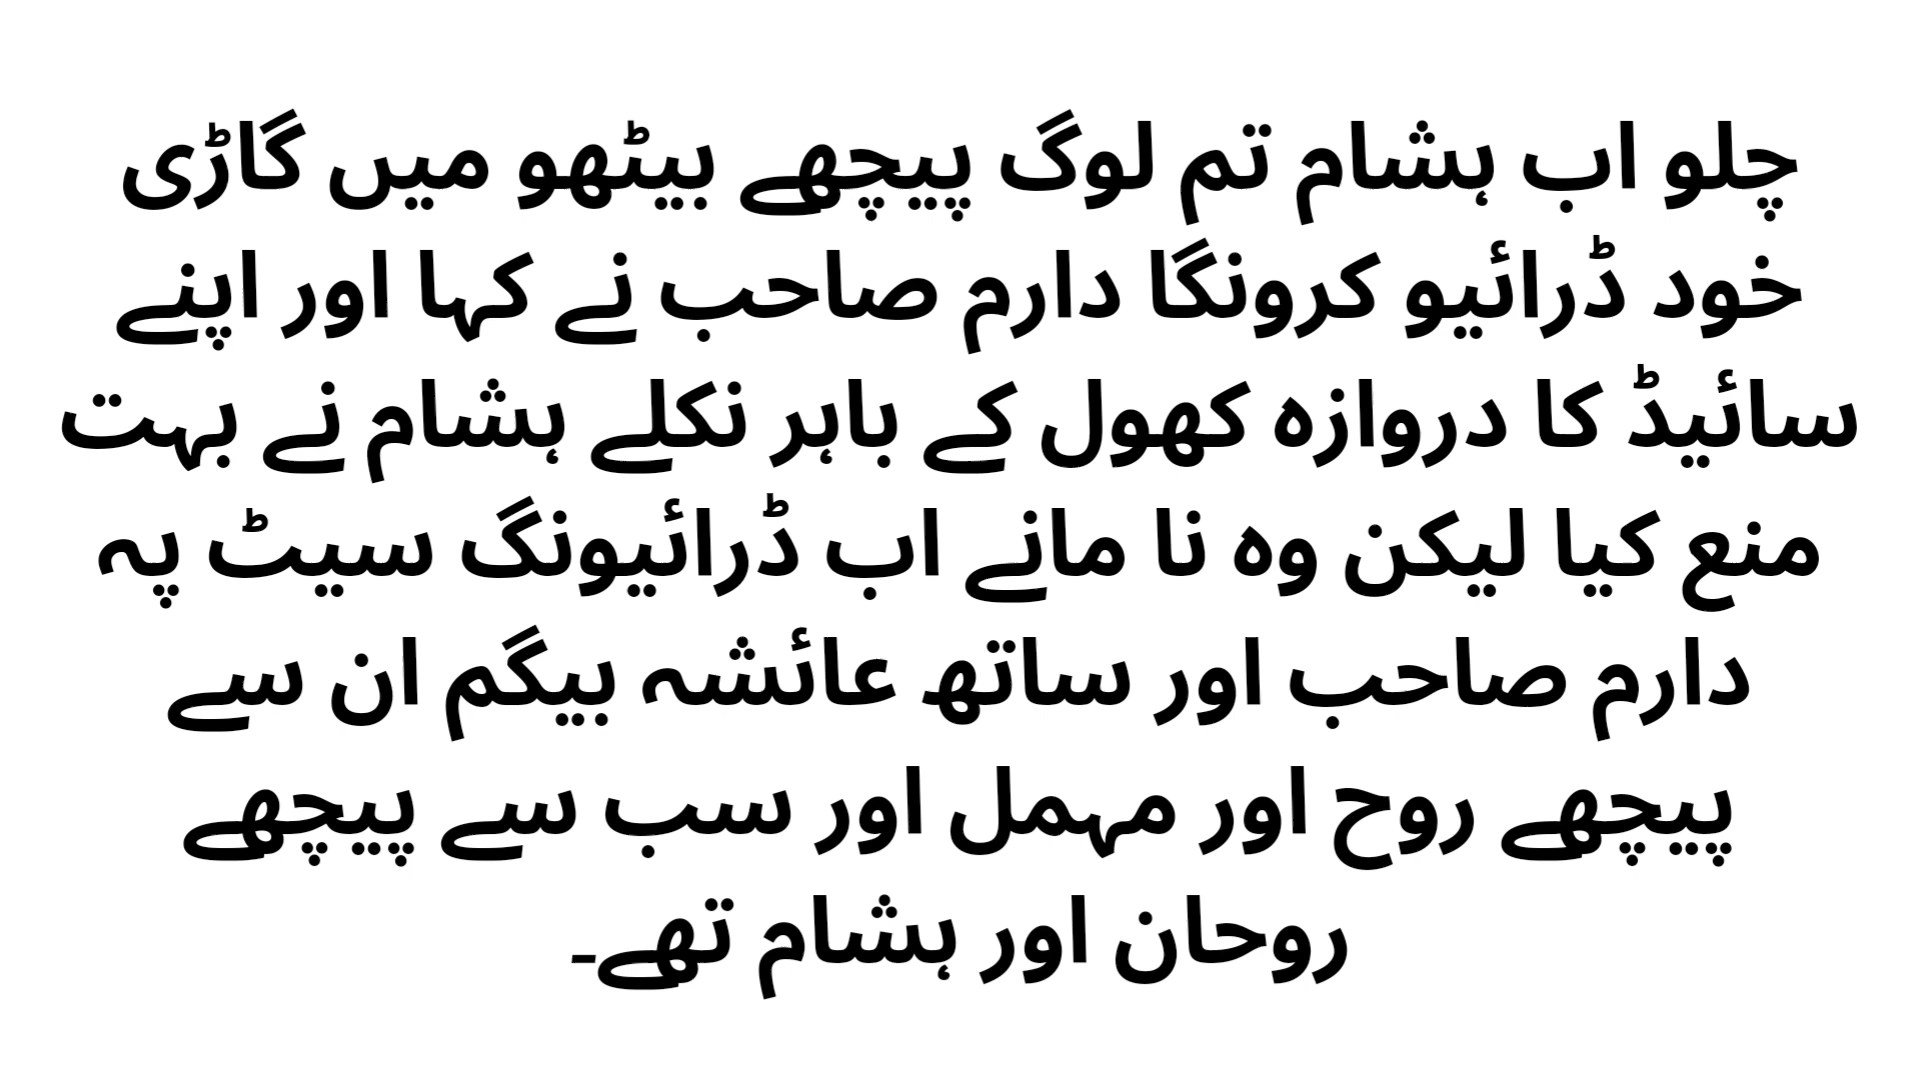 چلو اب ہشام تم لوگ پیچھے بیٹھو میں گاڑی
خود ڈرائیو کرونگا دارم صاحب نے کہا اور اپنے
سائیڈ کا دروازہ کھول کے باہر نکلے ہشام نے بہت
منع کیا لیکن وہ نا مانے اب ڈرائیونگ سیٹ پہ
دارم صاحب اور ساتھ عائشہ بیگم ان سے
پیچھے روح اور مہمل اور سب سے پیچھے
روحان اور ہشام تھے۔